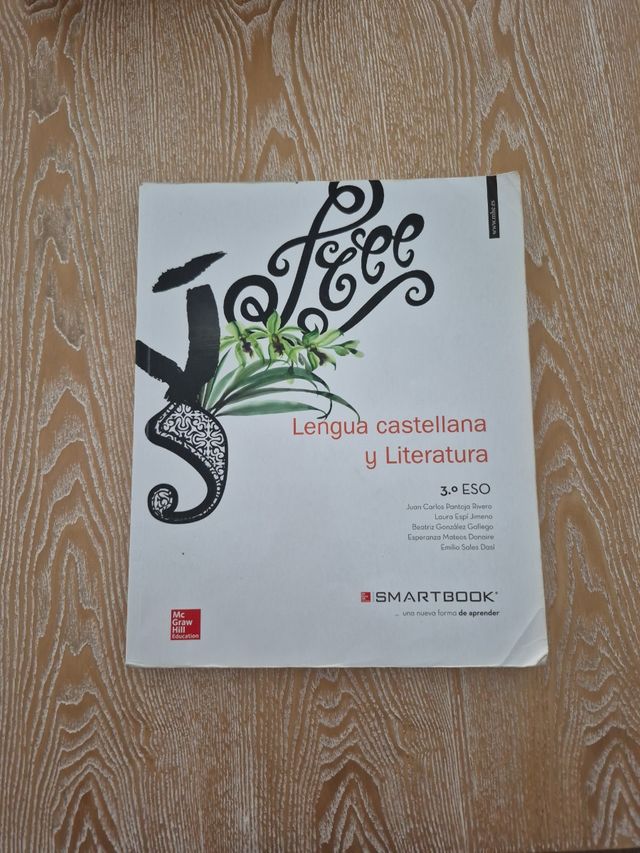 www.mhe.es
Lengua castellana
y Literatura
3.º ESO
Juan Carlos Pantoja Rivero
Laura Espí Jimeno
Beatriz González Gallego
Esperanza Mateos Donaire
Emilio Sales Dasí
SMARTBOOK®
... una nueva forma de aprender
Mc
Graw
Hill
Education